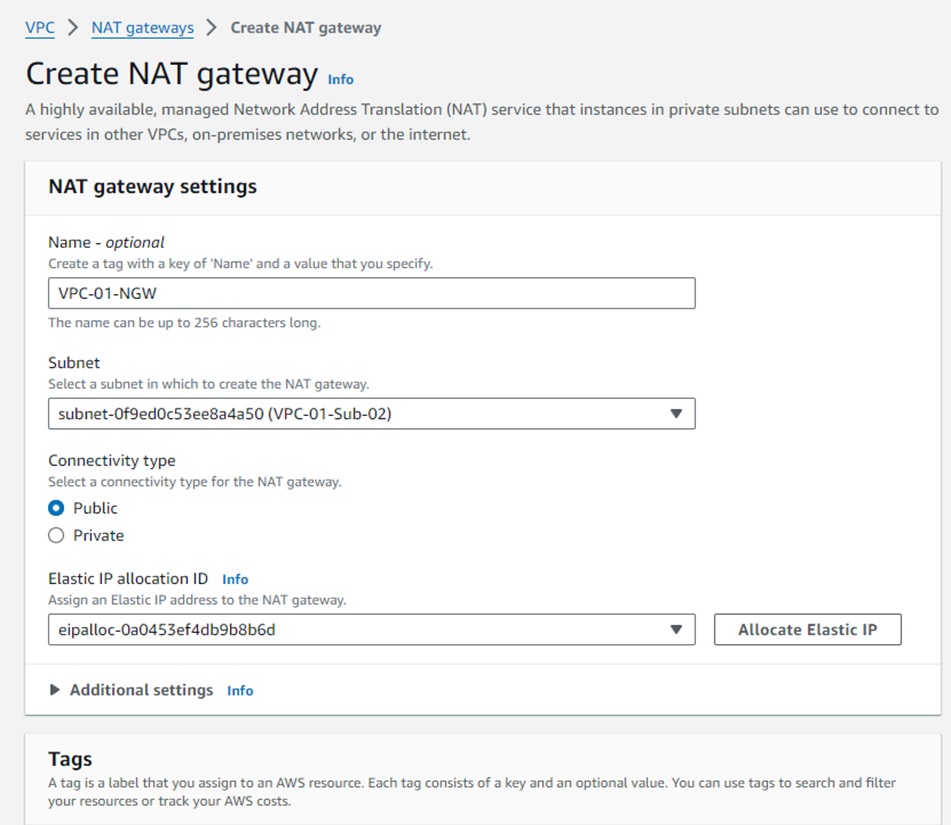 VPC > NAT gateways > Create NAT gateway
Create NAT gateway Info
A highly available, managed Network Address Translation (NAT) service that instances in private subnets can use to connect to
services in other VPCs, on-premises networks, or the internet.
NAT gateway settings
Name - optional
Create a tag with a key of 'Name' and a value that you specify.
VPC-01-NGW
The name can be up to 256 characters long.
Subnet
Select a subnet in which to create the NAT gateway.
subnet-0f9ed0c53ee8a4a50 (VPC-01-Sub-02)
Connectivity type
Select a connectivity type for the NAT gateway.
Public
Private
Elastic IP allocation ID Info
Assign an Elastic IP address to the NAT gateway.
eipalloc-0a0453ef4db9b8b6d
Allocate Elastic IP
Additional settings Info
Tags
A tag is a label that you assign to an AWS resource. Each tag consists of a key and an optional value. You can use tags to search and filter
your resources or track your AWS costs.